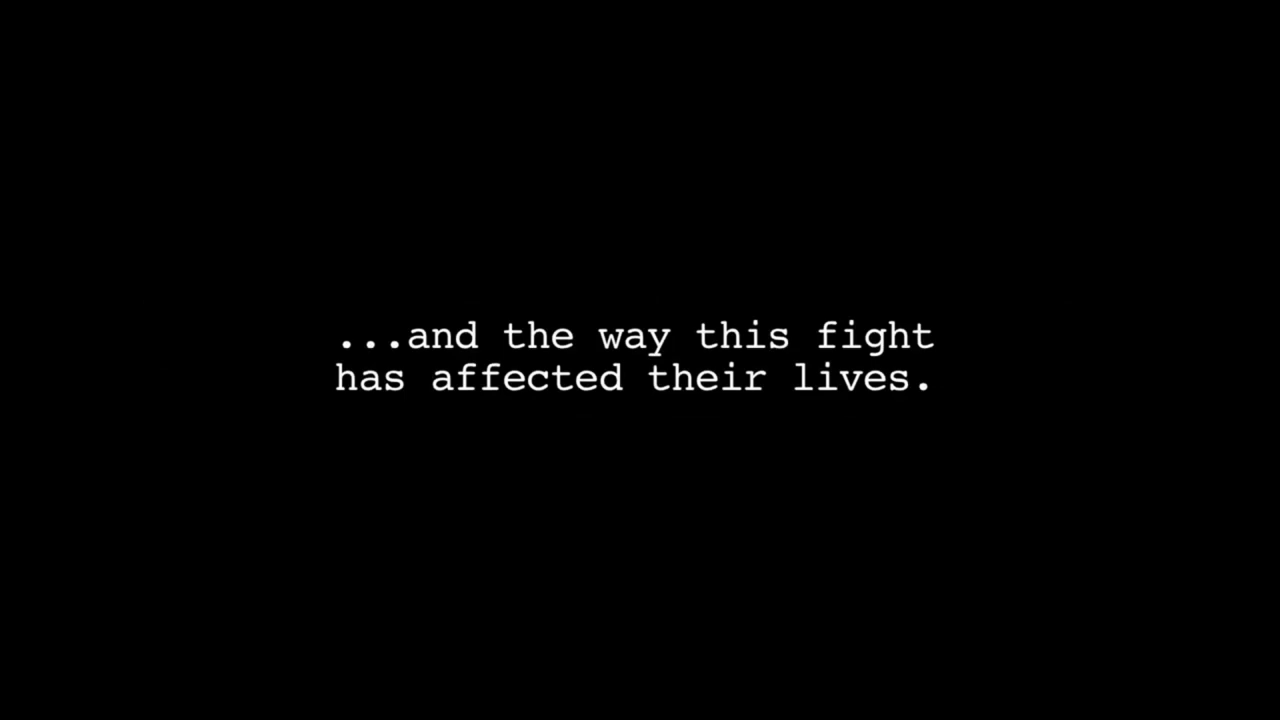 ...and the way this fight
has affected their lives.